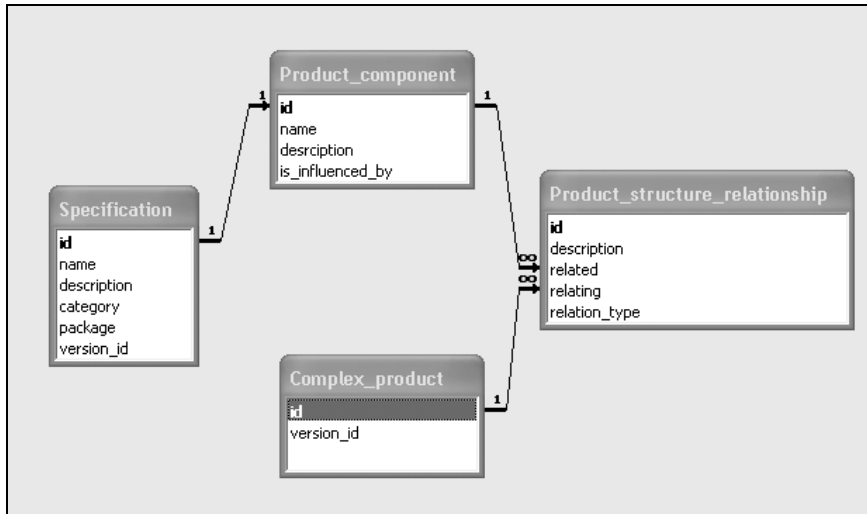 Product_component
1
id
name
desrciption
is_influenced_by
1
Specification
1
id
name
description
category
package
version_id
Product_structure_relationship
id
description
∞
related
∞
relating
relation_type
Complex_product
id
1
version_id